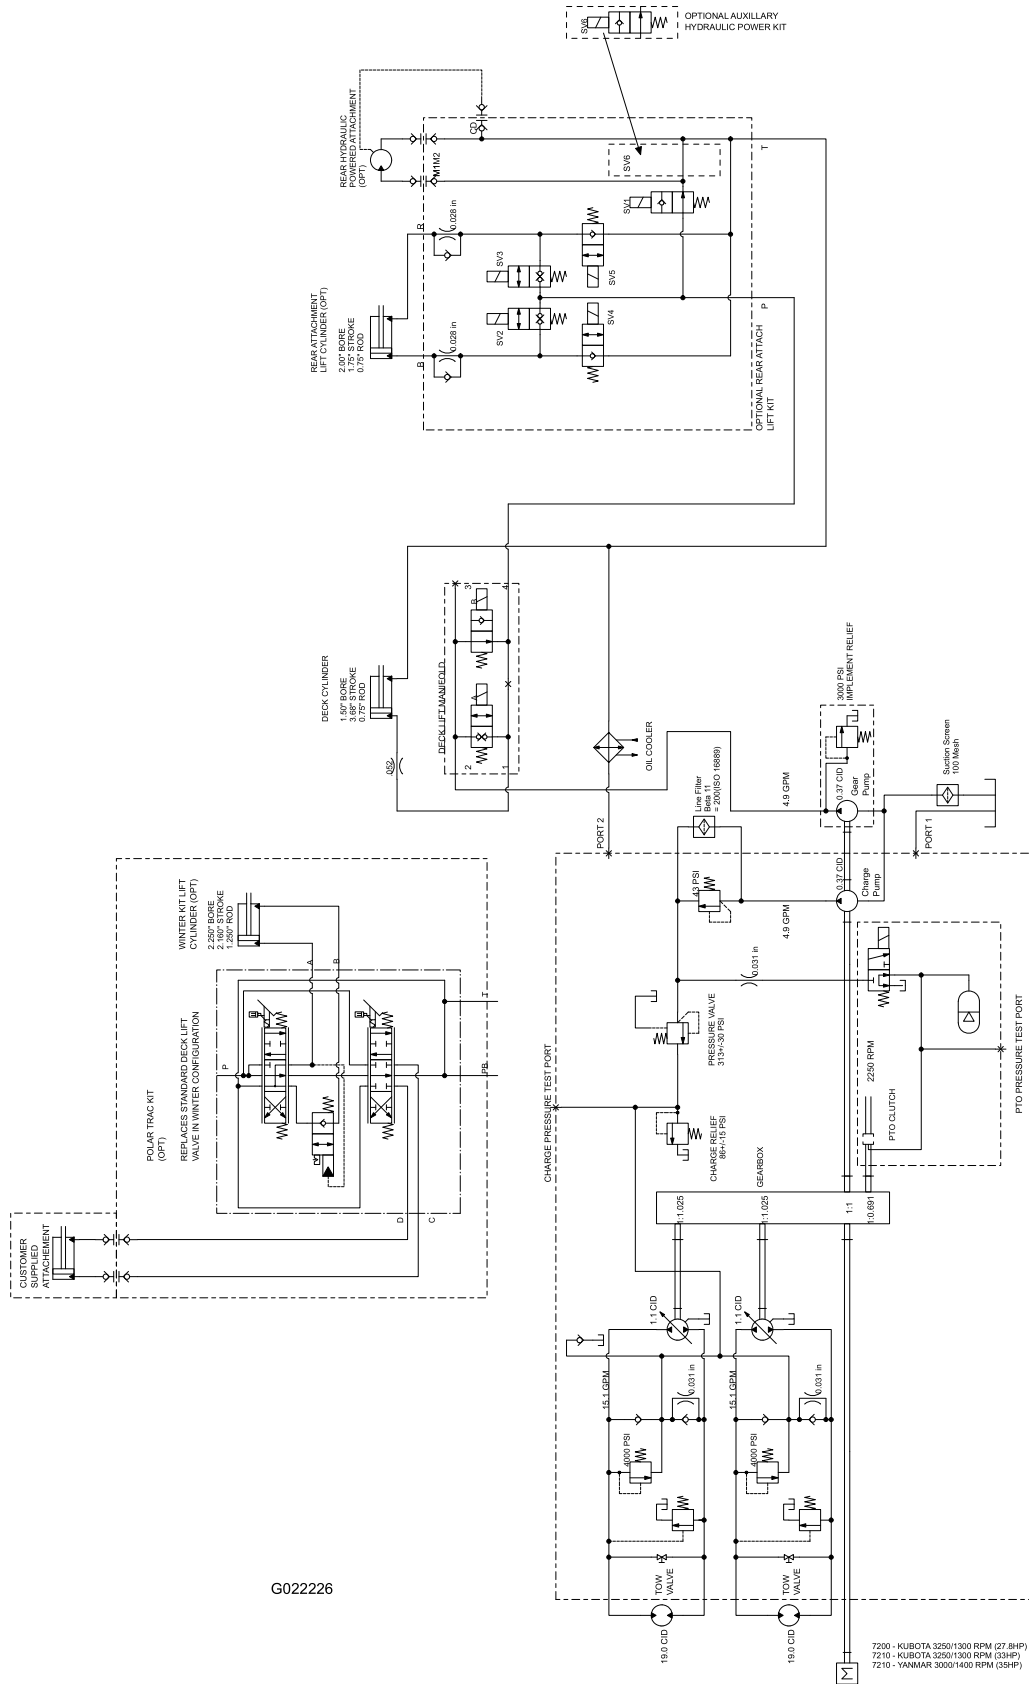 SV6
OPTIONAL AUXILLARY
HYDRAULIC POWER KIT
REAR HYDRAULIC
POWERED ATTACHMENT
(OPT)
CD
M1M2
SV6
T
SV1
R
0.028 in
SV3
SV5
REAR ATTACHMENT
LIFT CYLINDER (OPT)
2.00" BORE
1.75" STROKE
0.75" ROD
P
SV2
SV4
B
0.028 in
OPTIONAL REAR ATTACH
LIFT KIT
DECK CYLINDER
1.50" BORE
3.68" STROKE
0.75" ROD
.052
DECK LIFT MANIFOLD
3
4
B
A
2
1
OIL COOLER
3000 PSI
IMPLEMENT RELIEF
0.37 CID
Gear
Pump
4.9 GPM
Suction Screen
100 Mesh
Line Filter
Beta 11
= 200(ISO 16889)
PORT 2
PORT 1
43 PSI
4.9 GPM
0.37 CID
Charge
Pump
0.031 in
PRESSURE VALVE
313+/-30 PSI
CHARGE PRESSURE TEST PORT
2250 RPM
PTO CLUTCH
PTO PRESSURE TEST PORT
CHARGE RELIEF
86+/-15 PSI
GEARBOX
1:1.025
1:1.025
1:1
1:0.691
WINTER KIT LIFT
CYLINDER (OPT)
2.250" BORE
2.160" STROKE
1.250" ROD
A
B
P
T
PB
POLAR TRAC KIT
(OPT)
REPLACES STANDARD DECK LIFT
VALVE IN WINTER CONFIGURATION
D
C
CUSTOMER
SUPPLIED
ATTACHEMENT
1.1 CID
1.1 CID
15.1 GPM
15.1 GPM
0.031 in
0.031 in
4000 PSI
4000 PSI
TOW
VALVE
TOW
VALVE
19.0 CID
19.0 CID
G022226
M
7200 - KUBOTA 3250/1300 RPM (27.8HP)
7210 - KUBOTA 3250/1300 RPM (33HP)
7210 - YANMAR 3000/1400 RPM (35HP)